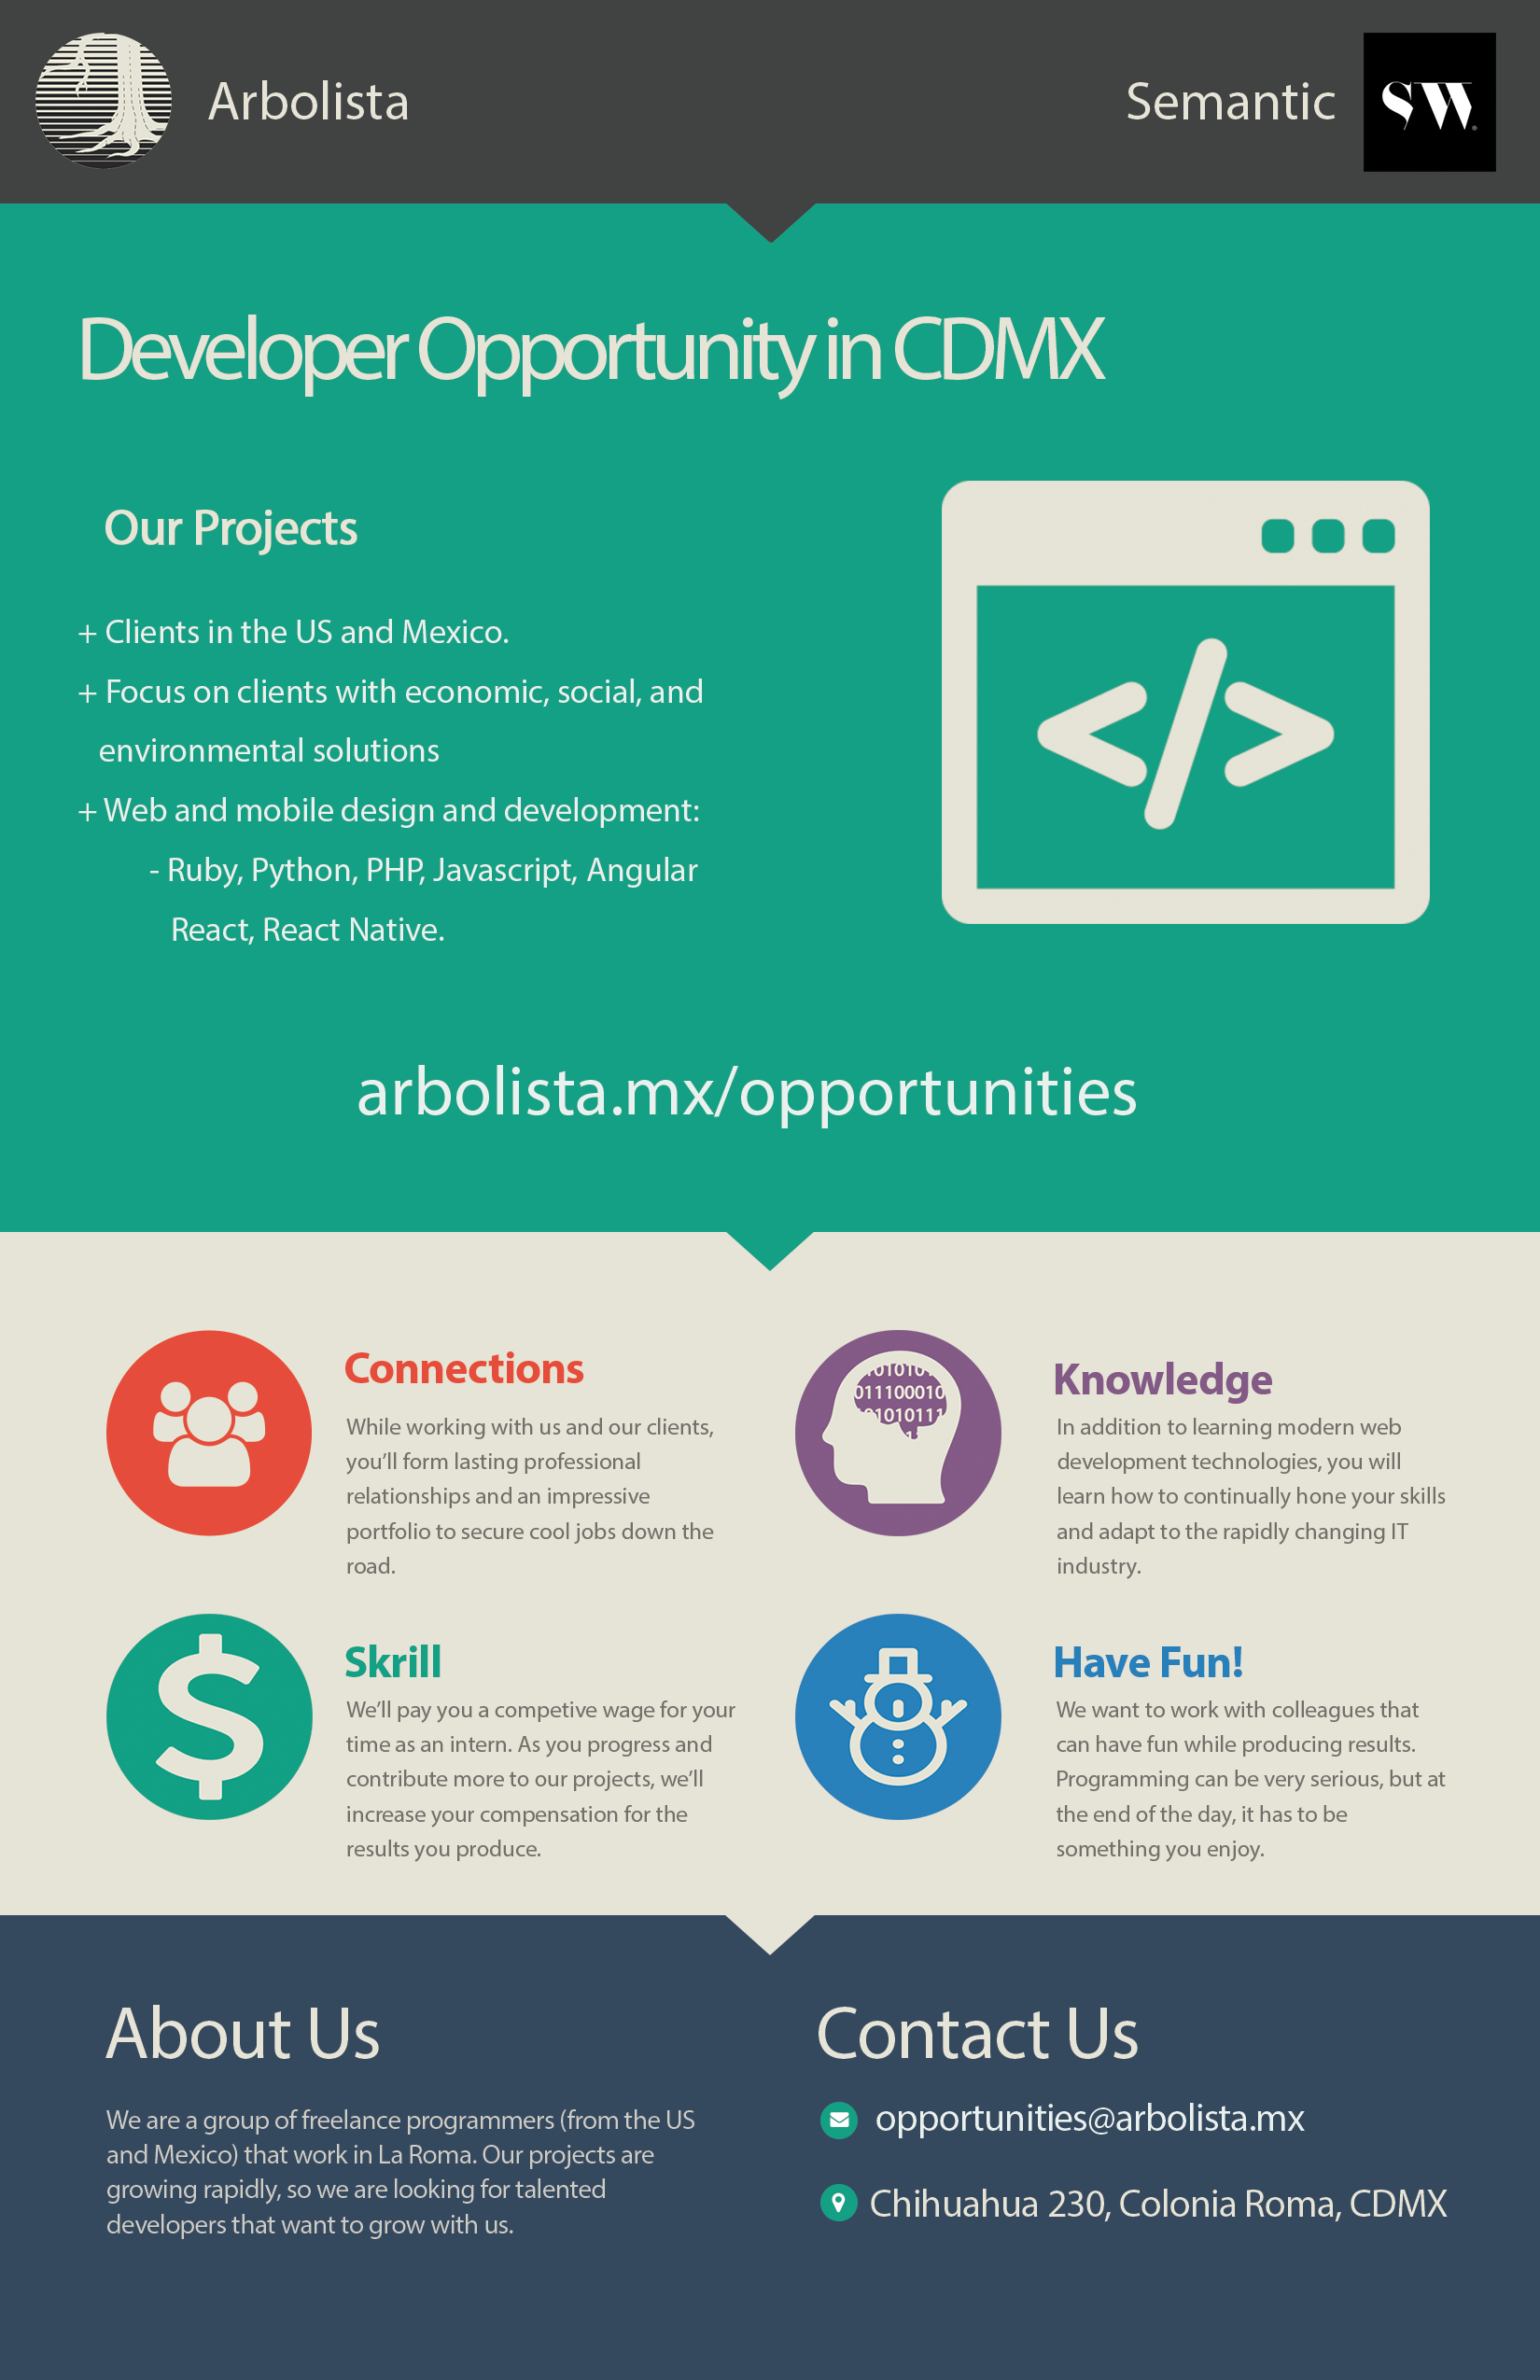 Arbolista
Semantic
SW
Developer Opportunity in CDMX
Our Projects
+ Clients in the US and Mexico.
+ Focus on clients with economic, social, and
environmental solutions
+ Web and mobile design and development:
- Ruby, Python, PHP, Javascript, Angular
React, React Native.
</>
arbolista.mx/opportunities
Connections
While working with us and our clients,
you'll form lasting professional
relationships and an impressive
portfolio to secure cool jobs down the
road.
011100010
Knowledge
In addition to learning modern web
development technologies, you will
learn how to continually hone your skills
and adapt to the rapidly changing IT
industry.
$
Skrill
We'll pay you a competive wage for your
time as an intern. As you progress and
contribute more to our projects, we'll
increase your compensation for the
results you produce.
Have Fun!
We want to work with colleagues that
can have fun while producing results.
Programming can be very serious, but at
the end of the day, it has to be
something you enjoy.
About Us
We are a group of freelance programmers (from the US
and Mexico) that work in La Roma. Our projects are
growing rapidly, so we are looking for talented
developers that want to grow with us.
Contact Us
opportunities@arbolista.mx
Chihuahua 230, Colonia Roma, CDMX